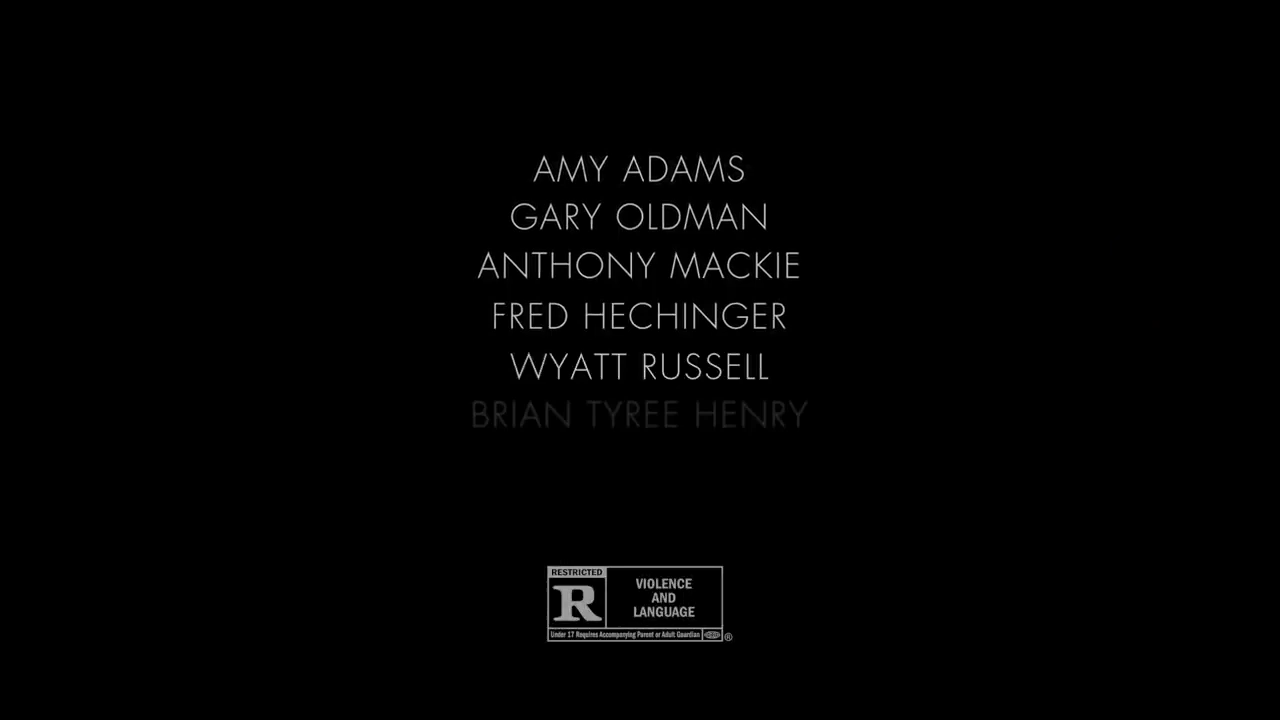 AMY ADAMS
GARY OLDMAN
ANTHONY MACKIE
FRED HECHINGER
WYATT RUSSELL
BRIAN TYREE HENRY
RESTRICTED
R
VIOLENCE
AND
LANGUAGE
Under 17 Requires Accompanying Parent or Adult Guardian
®